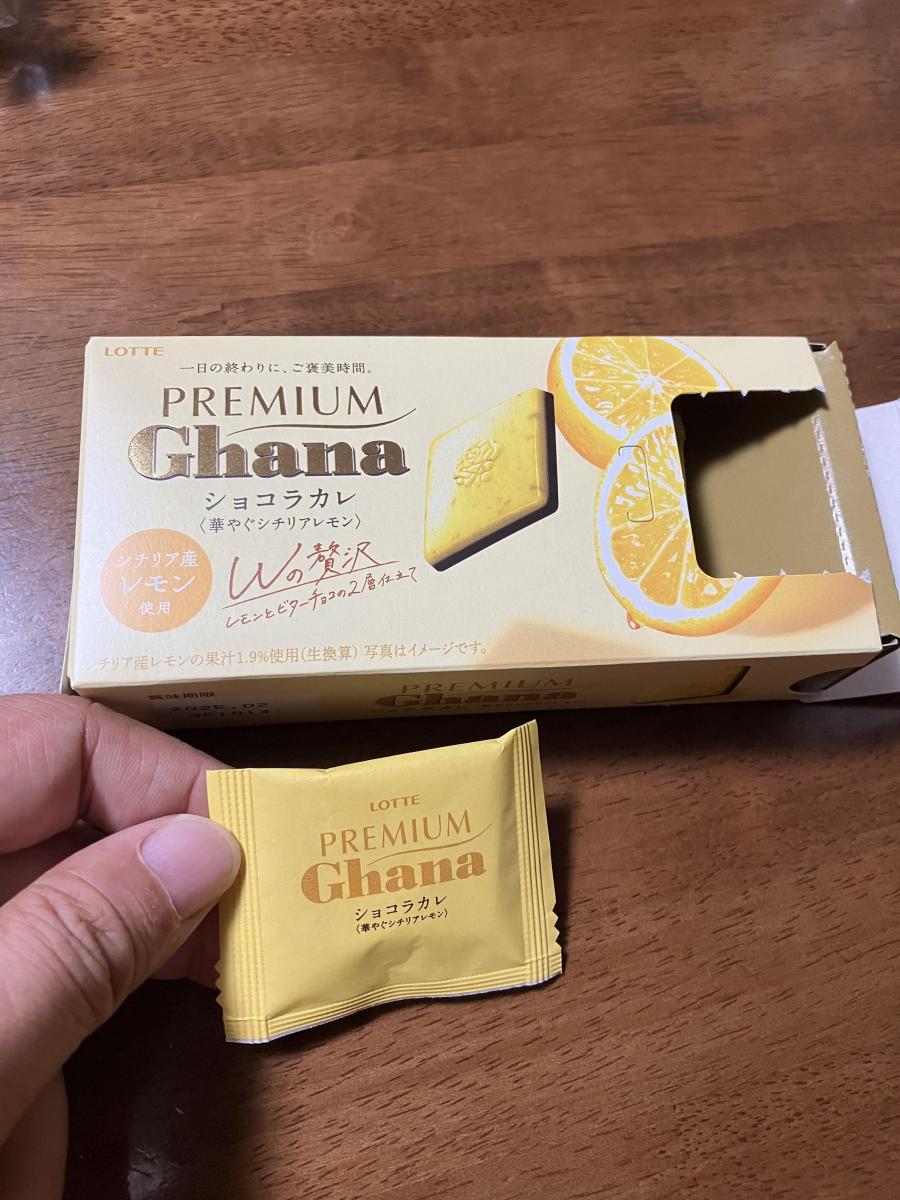 LOTTE
一日の終わりに、ご褒美時間。
PREMIUM
Ghana
ショコラカレ
〈華やぐシチリアレモン〉
シチリア産
レモン
使用
Wの贅沢
レモンとビターチョコの2層仕立て
シチリア産レモンの果汁1.9%使用(生換算) 写真はイメージです。
賞味期限
PREMIUM
Ghana
LOTTE
PREMIUM
Ghana
ショコラカレ
〈華やぐシチリアレモン〉